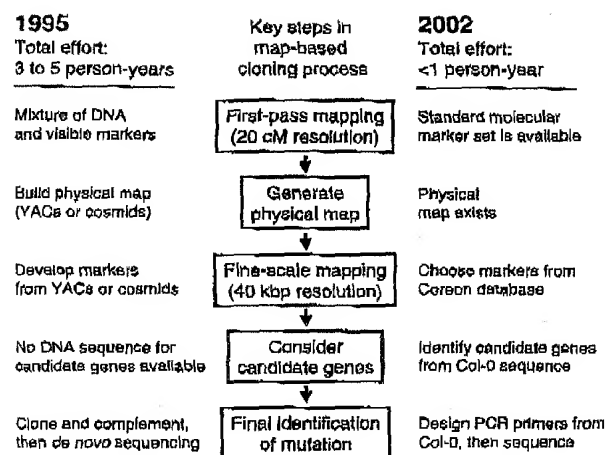 1995
Total effort:
3 to 5 person-years
Key steps in
map-based
cloning process
2002
Total effort:
<1 person-year
Mixture of DNA
and visible markers
First-pass mapping
(20 cM resolution)
Standard molecular
marker set is available
Build physical map
(YACs or cosmids)
Generate
physical map
Physical
map exists
Develop markers
from YACs or cosmids
Fine-scale mapping
(40 kbp resolution)
Choose markers from
Cereon database
No DNA sequence for
candidate genes available
Consider
candidate genes
Identify candidate genes
from Col-0 sequence
Clone and complement,
then de novo sequencing
Final identification
of mutation
Design PCR primers from
Col-0, then sequence